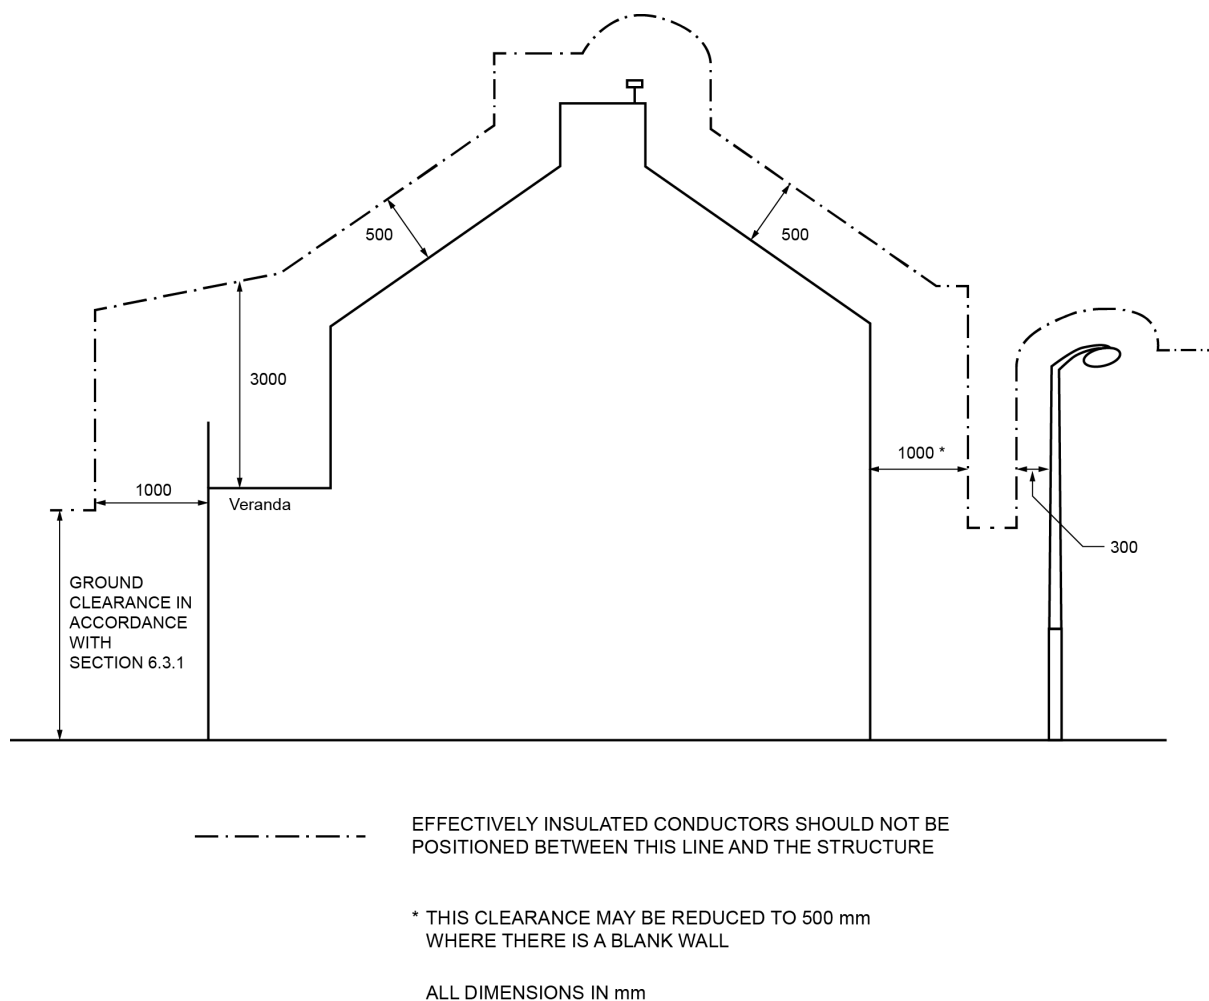 500
500
3000
1000 *
1000
Veranda
300
GROUND
CLEARANCE IN
ACCORDANCE
WITH
SECTION 6.3.1
EFFECTIVELY INSULATED CONDUCTORS SHOULD NOT BE
POSITIONED BETWEEN THIS LINE AND THE STRUCTURE
* THIS CLEARANCE MAY BE REDUCED TO 500 mm
WHERE THERE IS A BLANK WALL
ALL DIMENSIONS IN mm